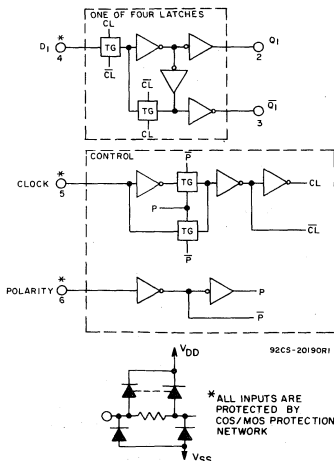 ONE OF FOUR LATCHES
CL
D1 * 4
TG
Q1
2
CL
CL
TG
CL
Q1
3
CONTROL
P
CLOCK * 5
TG
CL
P
TG
CL
P
POLARITY * 6
P
P
VDD
92CS-20190R1
*ALL INPUTS ARE
PROTECTED BY
COS/MOS PROTECTION
NETWORK
VSS